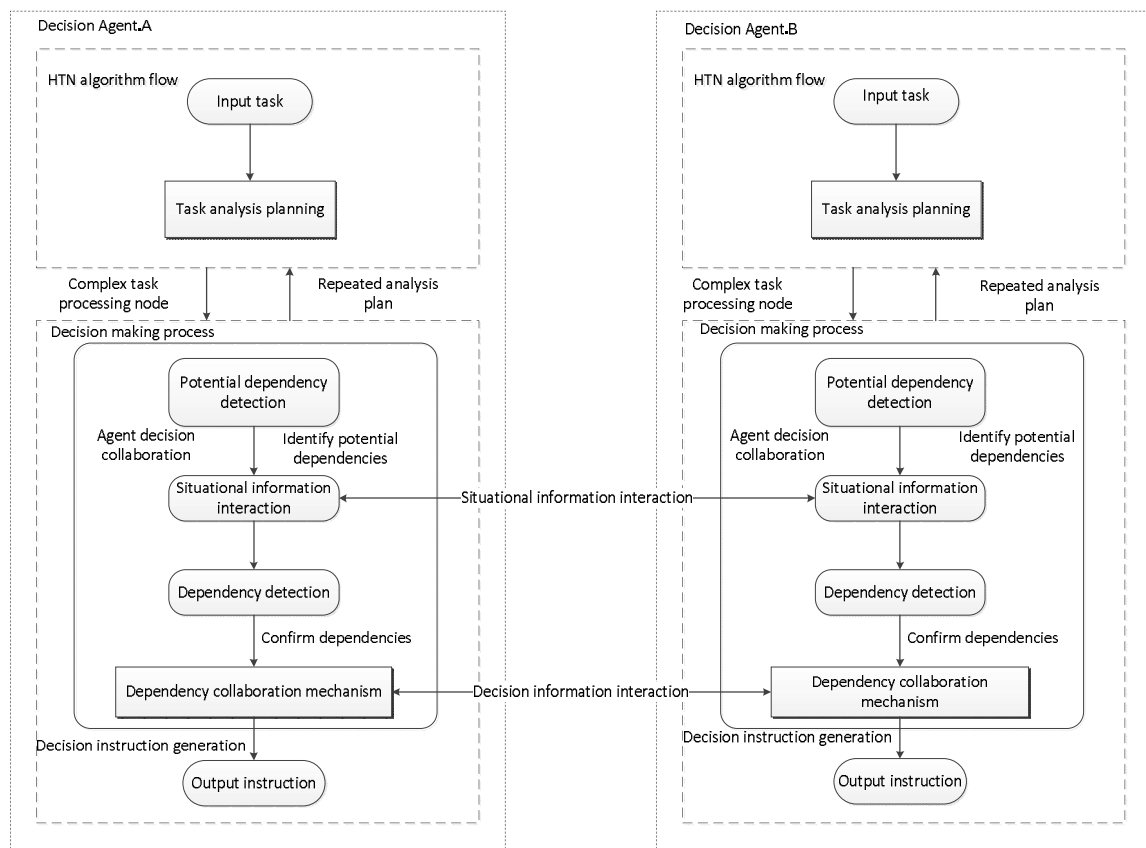 Decision Agent.A
HTN algorithm flow
Input task
Task analysis planning
Complex task
processing node
Repeated analysis
plan
Decision making process
Potential dependency
detection
Agent decision
collaboration
Identify potential
dependencies
Situational information
interaction
Dependency detection
Confirm dependencies
Dependency collaboration mechanism
Decision instruction generation
Output instruction
Situational information interaction
Decision information interaction
Decision Agent.B
HTN algorithm flow
Input task
Task analysis planning
Complex task
processing node
Repeated analysis
plan
Decision making process
Potential dependency
detection
Agent decision
collaboration
Identify potential
dependencies
Situational information
interaction
Dependency detection
Confirm dependencies
Dependency collaboration
mechanism
Decision instruction generation
Output instruction